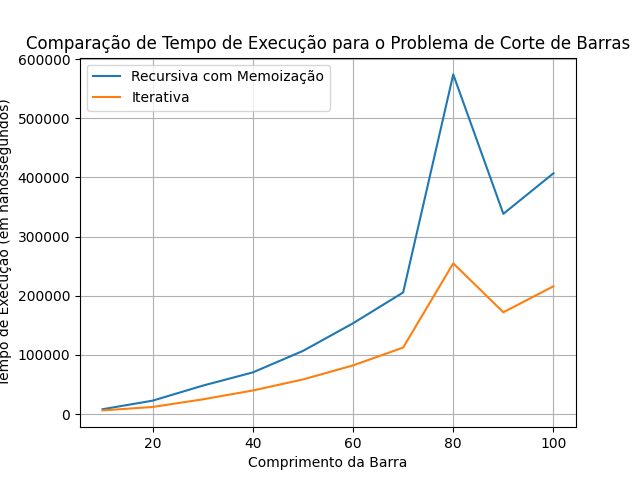 Comparação de Tempo de Execução para o Problema de Corte de Barras
Recursiva com Memoização
Iterativa
Tempo de Execução (em nanossegundos)
600000
500000
400000
300000
200000
100000
0
20
40
60
80
100
Comprimento da Barra